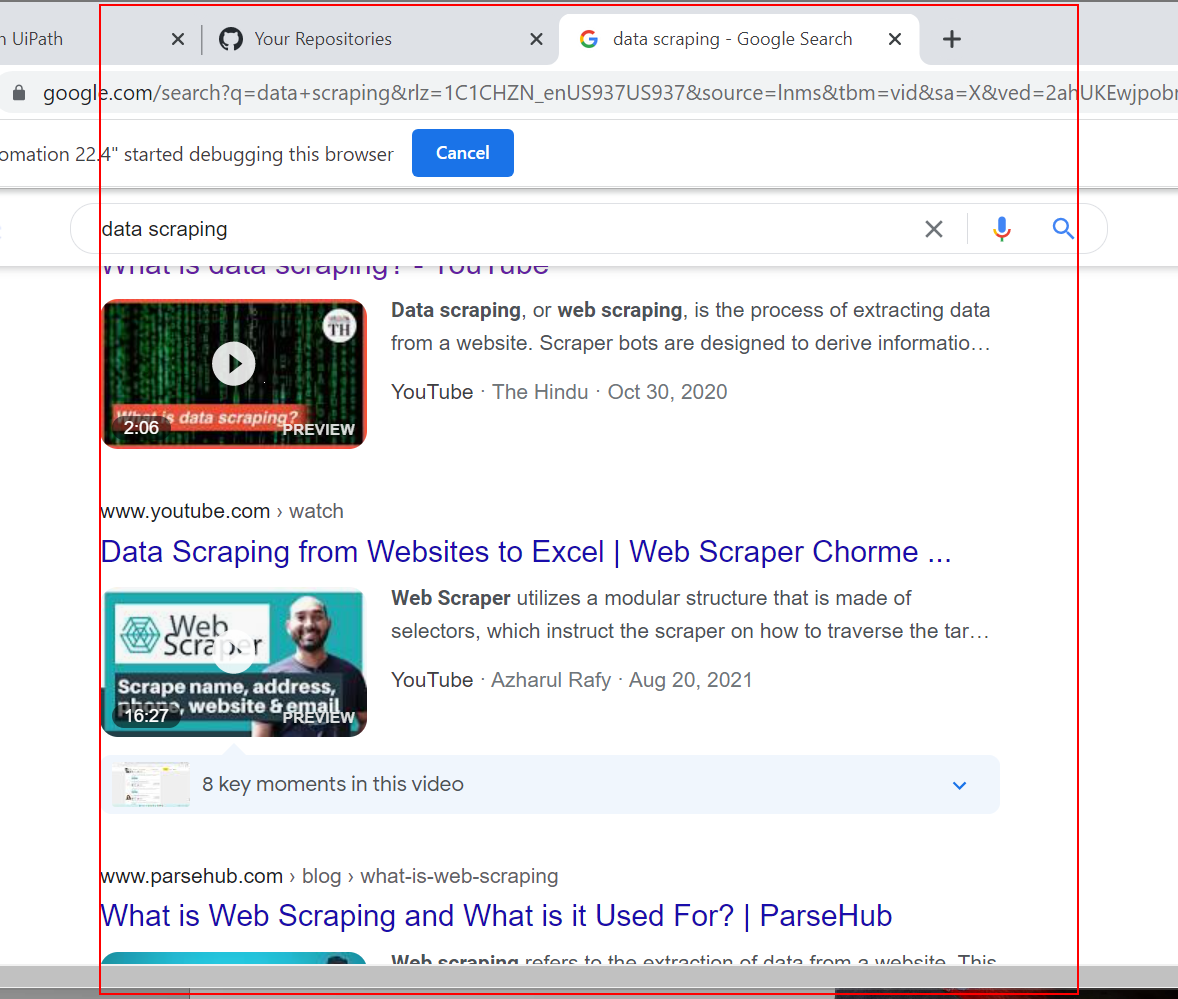 n UiPath
Your Repositories
data scraping - Google Search
google.com/search?q=data+scraping&rlz=1C1CHZN_enUS937US937&source=lnms&tbm=vid&sa=X&ved=2ahUKEwjpobr
omation 22.4" started debugging this browser
Cancel
data scraping
What is data scraping? - YouTube
TH
What is data scraping?
2:06
PREVIEW
Data scraping, or web scraping, is the process of extracting data
from a website. Scraper bots are designed to derive informatio…
YouTube · The Hindu · Oct 30, 2020
www.youtube.com › watch
Data Scraping from Websites to Excel | Web Scraper Chorme ...
Web
Scraper
Scrape name, address,
phone, website & email
16:27
PREVIEW
Web Scraper utilizes a modular structure that is made of
selectors, which instruct the scraper on how to traverse the tar…
YouTube · Azharul Rafy · Aug 20, 2021
8 key moments in this video
www.parsehub.com › blog › what-is-web-scraping
What is Web Scraping and What is it Used For? | ParseHub
Web scraping refers to the extraction of data from a website. This